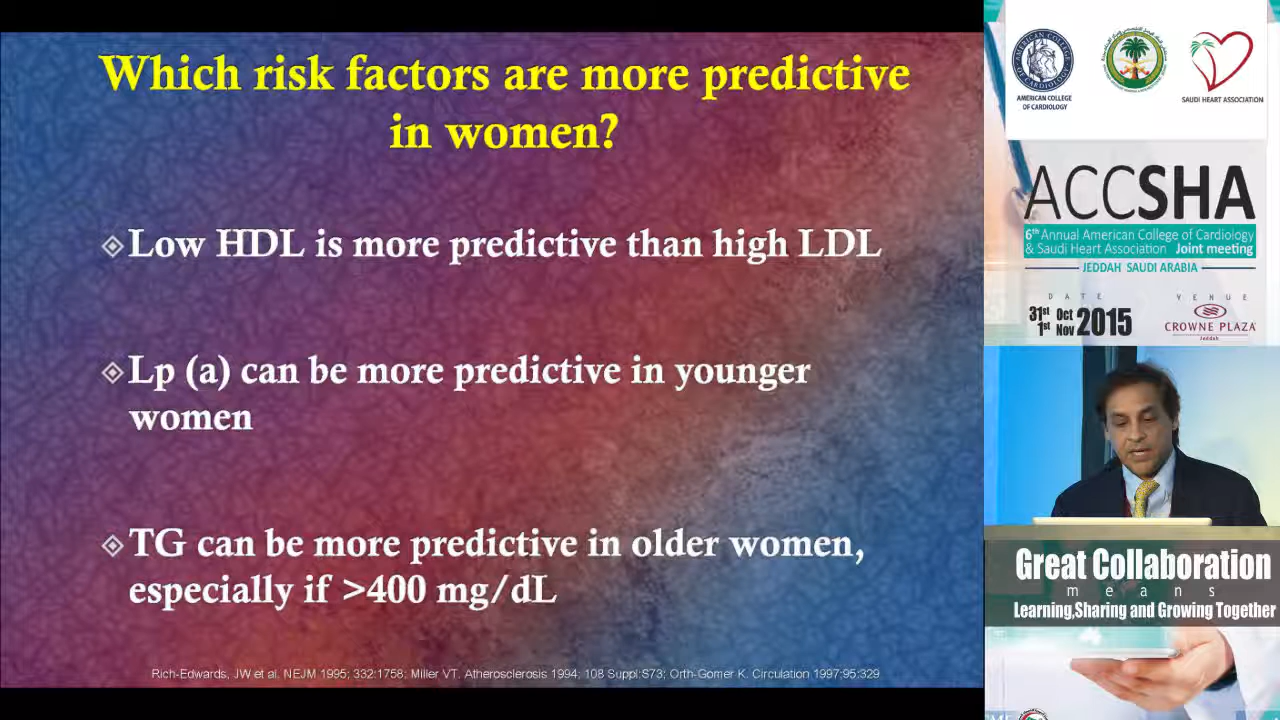 Which risk factors are more predictive
in women?
Low HDL is more predictive than high LDL
Lp (a) can be more predictive in younger
women
TG can be more predictive in older women,
especially if >400 mg/dL
Rich-Edwards, JW et al. NEJM 1995; 332:1758; Miller VT. Atherosclerosis 1994; 108 Suppl:S73; Orth-Gomer K. Circulation 1997;95:329
AMERICAN COLLEGE
OF CARDIOLOGY
SAUDI HEART ASSOCIATION
ACCSHA
6th Annual American College of Cardiology
& Saudi Heart Association Joint meeting
JEDDAH SAUDI ARABIA
DATE
31st Oct
1st Nov 2015
VENUE
CROWNE PLAZA
Jeddah
Great Collaboration
means
Learning,Sharing and Growing Together